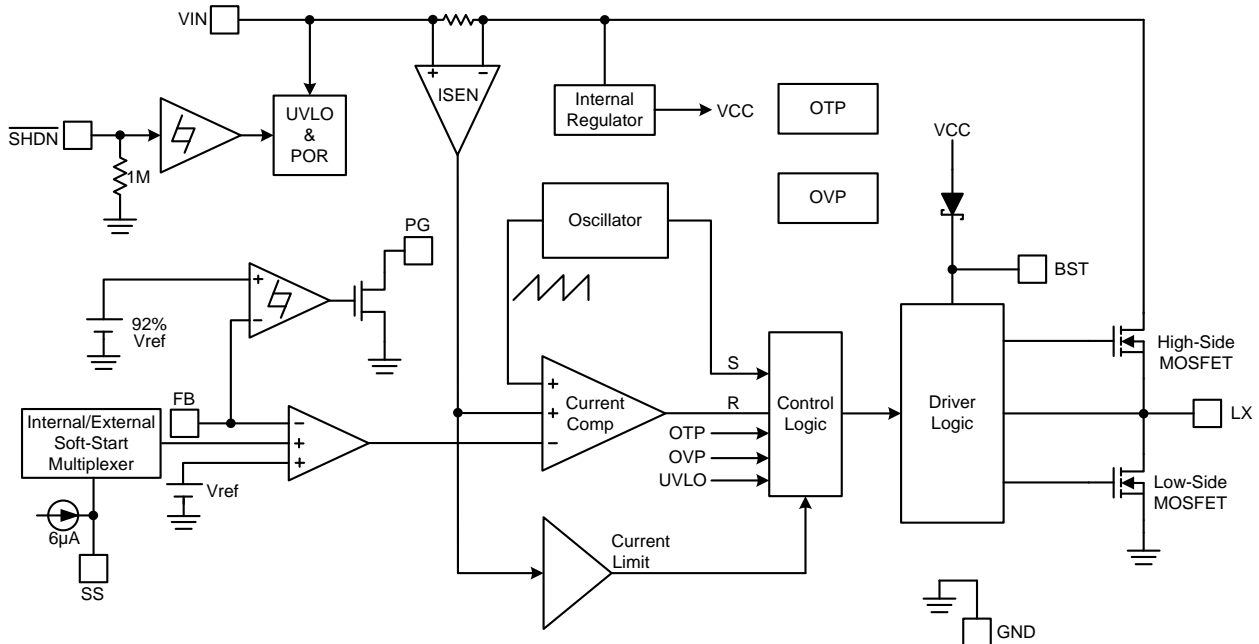 VIN
ISEN
+
−
Internal
Regulator
VCC
OTP
SHDN
UVLO
&
POR
1M
VCC
OVP
Oscillator
PG
BST
+
−
92%
Vref
High-Side
MOSFET
S
FB
+
+
−
Current
Comp
R
Control
Logic
Driver
Logic
LX
Internal/External
Soft-Start
Multiplexer
−
+
+
OTP
OVP
UVLO
Vref
Low-Side
MOSFET
6µA
SS
Current
Limit
GND